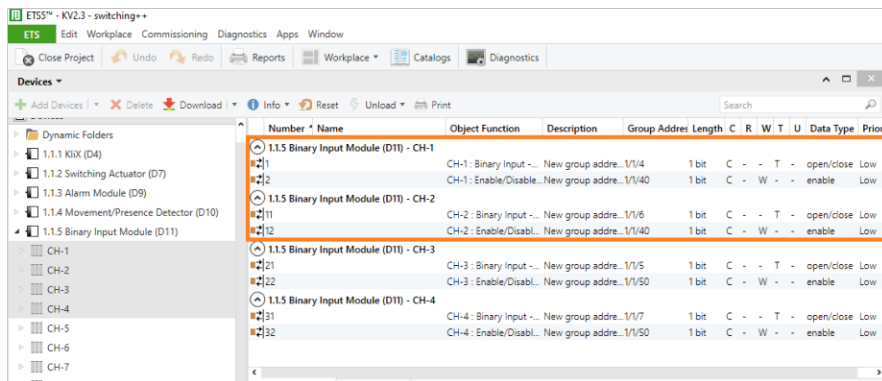 ETS5™ - KV2.3 - switching++
ETS Edit Workplace Commissioning Diagnostics Apps Window
Close Project Undo Redo Reports Workplace Catalogs Diagnostics
Devices
Add Devices Delete Download Info Reset Unload Print Search
Devices
Dynamic Folders
1.1.1 KliX (D4)
1.1.2 Switching Actuator (D7)
1.1.3 Alarm Module (D9)
1.1.4 Movement/Presence Detector (D10)
1.1.5 Binary Input Module (D11)
CH-1
CH-2
CH-3
CH-4
CH-5
CH-6
CH-7
Number Name Object Function Description Group Addres Length C R W T U Data Type Prior
1.1.5 Binary Input Module (D11) - CH-1
1 CH-1 : Binary Input -... New group addre... 1/1/4 1 bit C - - T - open/close Low
2 CH-1 : Enable/Disable... New group addre... 1/1/40 1 bit C - W - - enable Low
1.1.5 Binary Input Module (D11) - CH-2
11 CH-2 : Binary Input -... New group addre... 1/1/6 1 bit C - - T - open/close Low
12 CH-2 : Enable/Disabl... New group addre... 1/1/40 1 bit C - W - - enable Low
1.1.5 Binary Input Module (D11) - CH-3
21 CH-3 : Binary Input -... New group addre... 1/1/5 1 bit C - - T - open/close Low
22 CH-3 : Enable/Disabl... New group addre... 1/1/50 1 bit C - W - - enable Low
1.1.5 Binary Input Module (D11) - CH-4
31 CH-4 : Binary Input -... New group addre... 1/1/7 1 bit C - - T - open/close Low
32 CH-4 : Enable/Disabl... New group addre... 1/1/50 1 bit C - W - - enable Low